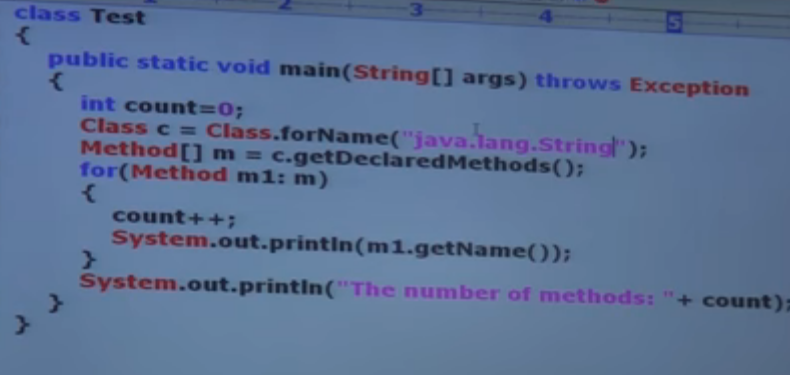 2 3 4 5
class Test
{
public static void main(String[] args) throws Exception
{
int count=0;
Class c = Class.forName("java.lang.String");
Method[] m = c.getDeclaredMethods();
for(Method m1: m)
{
count++;
System.out.println(m1.getName());
}
System.out.println("The number of methods: "+ count);
}
}